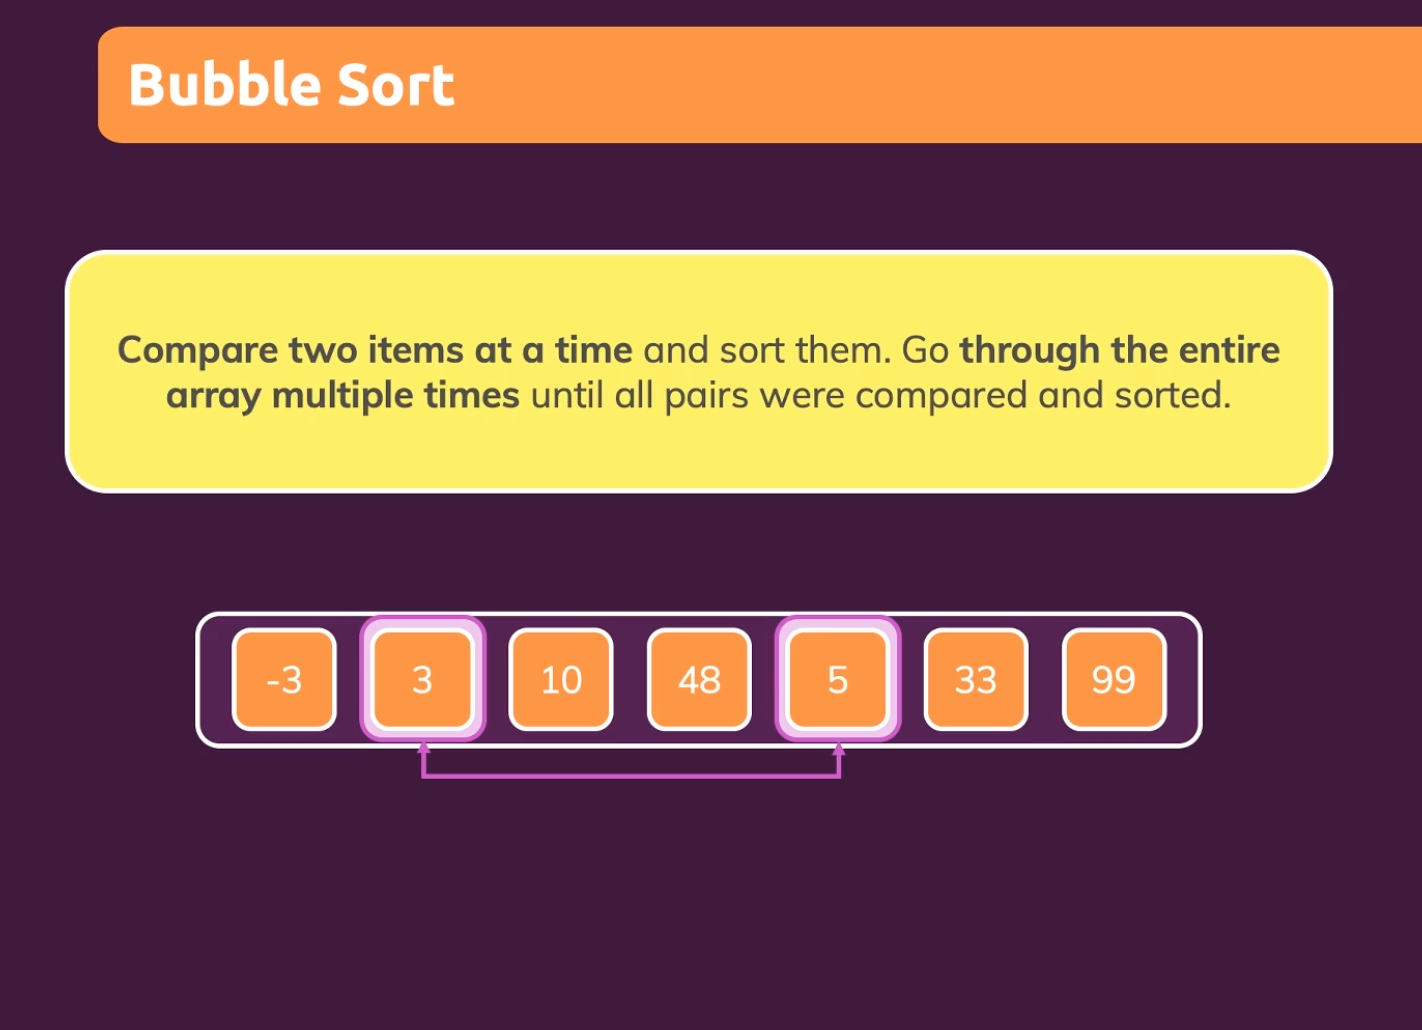 Bubble Sort
Compare two items at a time and sort them. Go through the entire
array multiple times until all pairs were compared and sorted.
-3 3 10 48 5 33 99